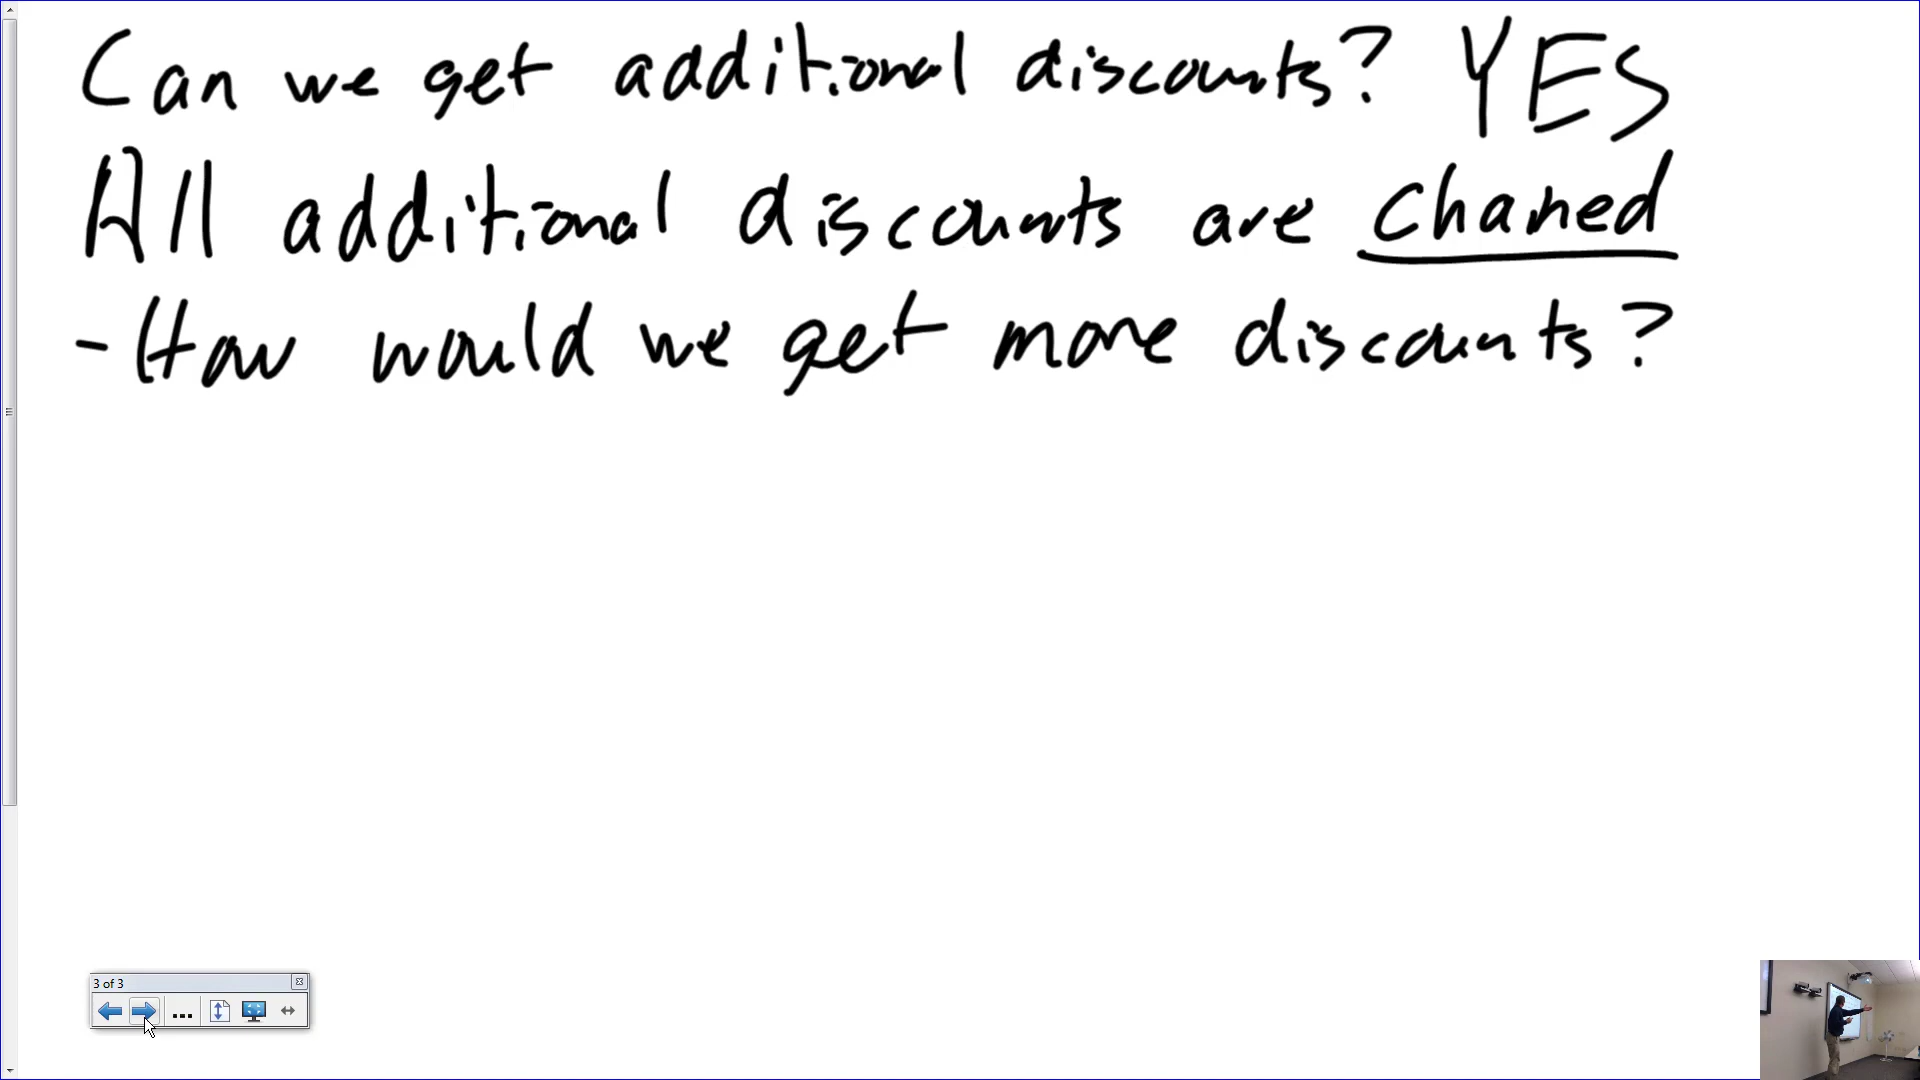 Can we get additional discounts? YES
All additional discounts are chained
- How would we get more discounts?
3 of 3